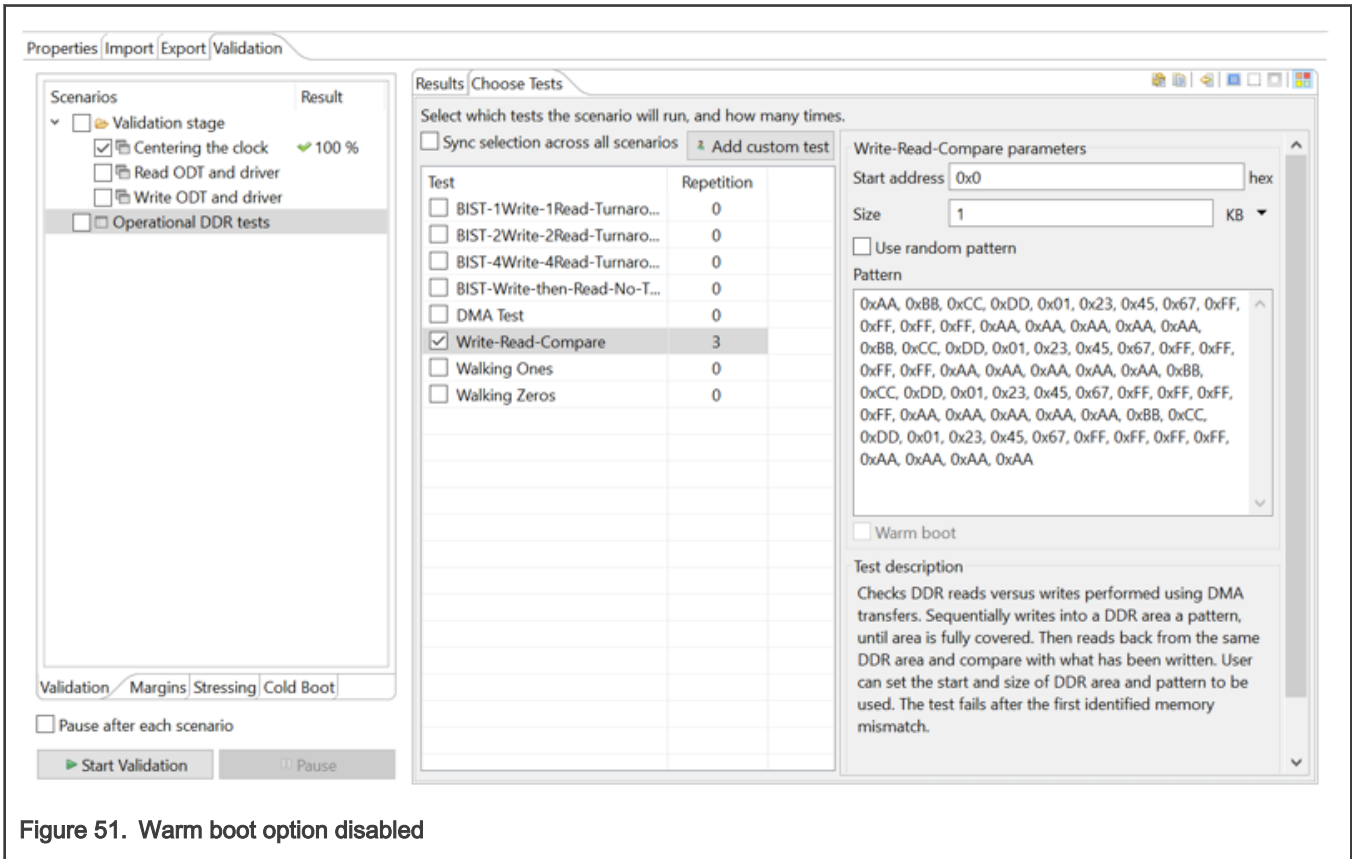 Properties Import Export Validation
Scenarios Result
Validation stage
Centering the clock 100 %
Read ODT and driver
Write ODT and driver
Operational DDR tests
Validation Margins Stressing Cold Boot
Pause after each scenario
Start Validation Pause
Results Choose Tests
Select which tests the scenario will run, and how many times.
Sync selection across all scenarios Add custom test
Test Repetition
BIST-1Write-1Read-Turnaro... 0
BIST-2Write-2Read-Turnaro... 0
BIST-4Write-4Read-Turnaro... 0
BIST-Write-then-Read-No-T... 0
DMA Test 0
Write-Read-Compare 3
Walking Ones 0
Walking Zeros 0
Write-Read-Compare parameters
Start address 0x0 hex
Size 1 KB
Use random pattern
Pattern
0xAA, 0xBB, 0xCC, 0xDD, 0x01, 0x23, 0x45, 0x67, 0xFF,
0xFF, 0xFF, 0xFF, 0xAA, 0xAA, 0xAA, 0xAA, 0xAA,
0xBB, 0xCC, 0xDD, 0x01, 0x23, 0x45, 0x67, 0xFF, 0xFF,
0xFF, 0xFF, 0xAA, 0xAA, 0xAA, 0xAA, 0xAA, 0xBB,
0xCC, 0xDD, 0x01, 0x23, 0x45, 0x67, 0xFF, 0xFF, 0xFF,
0xFF, 0xAA, 0xAA, 0xAA, 0xAA, 0xAA, 0xBB, 0xCC,
0xDD, 0x01, 0x23, 0x45, 0x67, 0xFF, 0xFF, 0xFF, 0xFF,
0xAA, 0xAA, 0xAA, 0xAA
Warm boot
Test description
Checks DDR reads versus writes performed using DMA
transfers. Sequentially writes into a DDR area a pattern,
until area is fully covered. Then reads back from the same
DDR area and compare with what has been written. User
can set the start and size of DDR area and pattern to be
used. The test fails after the first identified memory
mismatch.
Figure 51. Warm boot option disabled